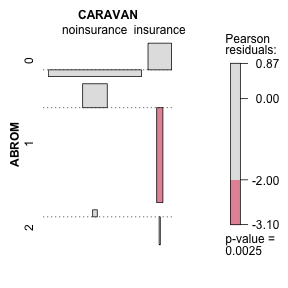 CARAVAN
noinsurance insurance
ABROM
0
1
2
Pearson
residuals:
0.87
0.00
-2.00
-3.10
p-value =
0.0025